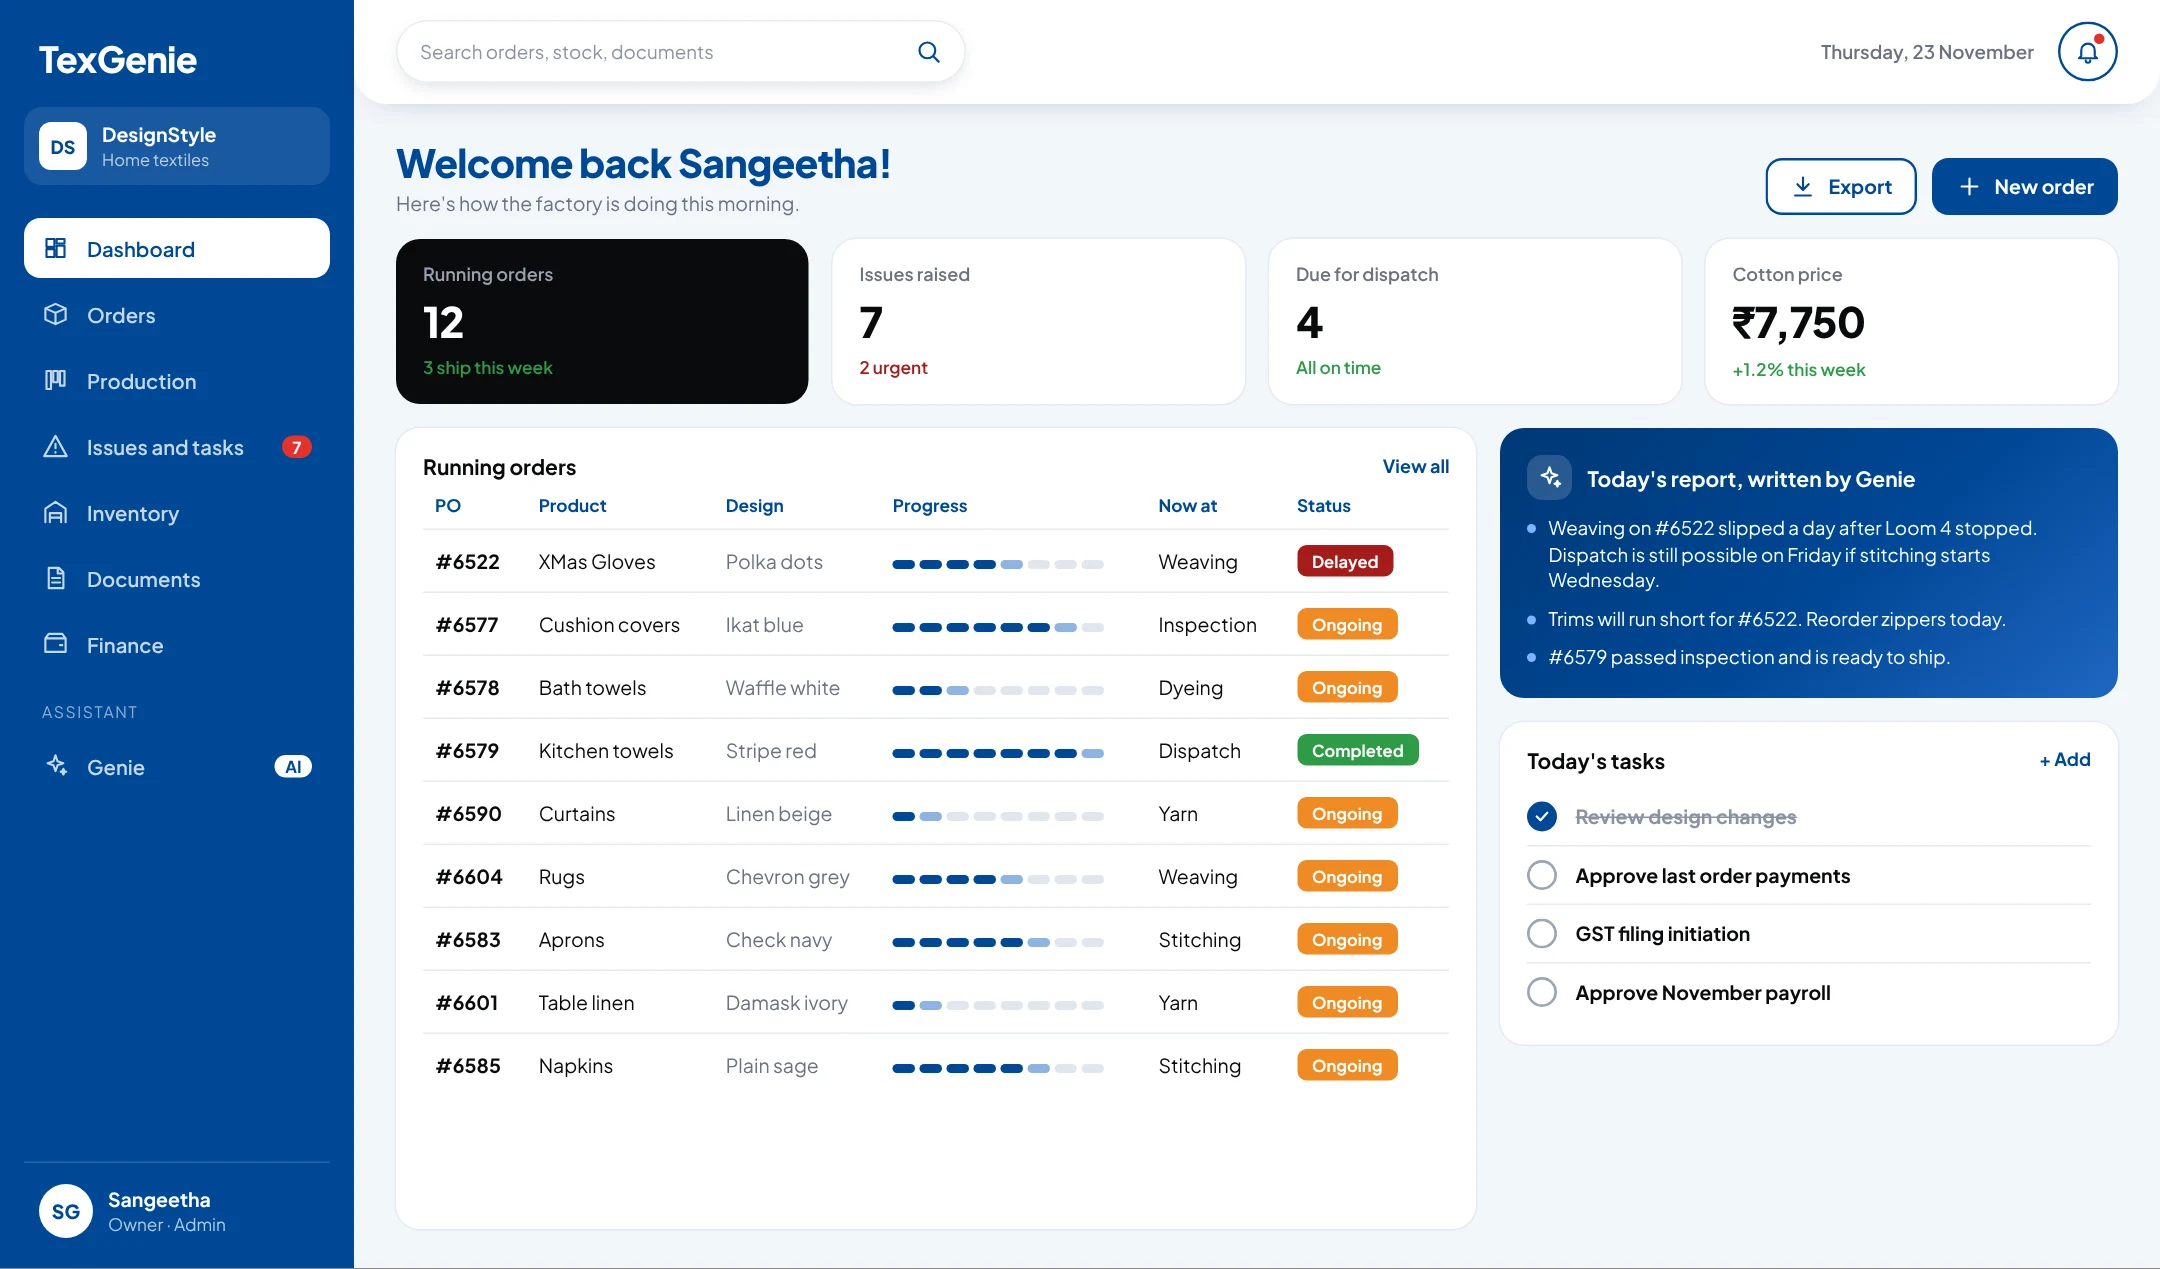 TexGenie
DS
DesignStyle
Home textiles
Dashboard
Orders
Production
Issues and tasks 7
Inventory
Documents
Finance
ASSISTANT
Genie AI
SG
Sangeetha
Owner · Admin
Search orders, stock, documents
Thursday, 23 November
Welcome back Sangeetha!
Here's how the factory is doing this morning.
Export
New order
Running orders
12
3 ship this week
Issues raised
7
2 urgent
Due for dispatch
4
All on time
Cotton price
₹7,750
+1.2% this week
Running orders View all
PO Product Design Progress Now at Status
#6522 XMas Gloves Polka dots Weaving Delayed
#6577 Cushion covers Ikat blue Inspection Ongoing
#6578 Bath towels Waffle white Dyeing Ongoing
#6579 Kitchen towels Stripe red Dispatch Completed
#6590 Curtains Linen beige Yarn Ongoing
#6604 Rugs Chevron grey Weaving Ongoing
#6583 Aprons Check navy Stitching Ongoing
#6601 Table linen Damask ivory Yarn Ongoing
#6585 Napkins Plain sage Stitching Ongoing
Today's report, written by Genie
Weaving on #6522 slipped a day after Loom 4 stopped.
Dispatch is still possible on Friday if stitching starts
Wednesday.
Trims will run short for #6522. Reorder zippers today.
#6579 passed inspection and is ready to ship.
Today's tasks + Add
Review design changes
Approve last order payments
GST filing initiation
Approve November payroll